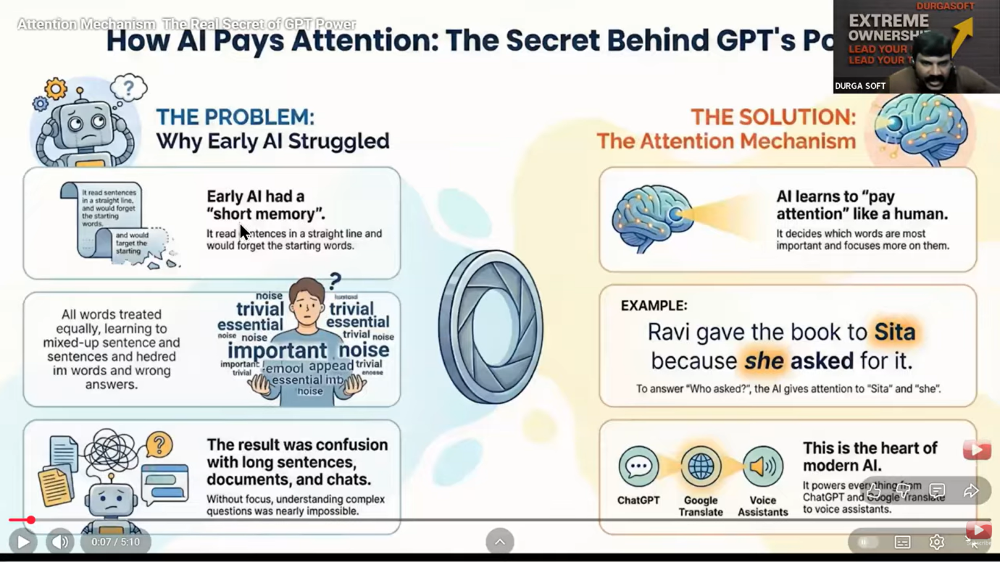 Attention Mechanism The Real Secret of GPT Power
How AI Pays Attention: The Secret Behind GPT's Po
DURGASOFT
EXTREME
OWNERSHIP
LEAD YOUR
LEAD YOUR
DURGA SOFT
THE PROBLEM:
Why Early AI Struggled
It read sentences
in a straight line,
and would forget
the starting
words.
and would
target the
starting
Early AI had a
"short memory".
It read sentences in a straight line and
would forget the starting words.
All words treated
equally, learning to
mixed-up sentence and
sentences and hedred
im words and wrong
answers.
?
noise
trivial trivial
essential essential
noise noise trivial noise
important noise
important emool appead trivial
trivial essential imb
noise
?
The result was confusion
with long sentences,
documents, and chats.
Without focus, understanding complex
questions was nearly impossible.
THE SOLUTION:
The Attention Mechanism
AI learns to "pay
attention" like a human.
It decides which words are most
important and focuses more on them.
EXAMPLE:
Ravi gave the book to Sita
because she asked for it.
To answer "Who asked?", the AI gives attention to "Sita" and "she".
ChatGPT
Google
Translate
Voice
Assistants
This is the heart of
modern AI.
It powers everything from
ChatGPT and Google Translate
to voice assistants.
0:07 / 5:10